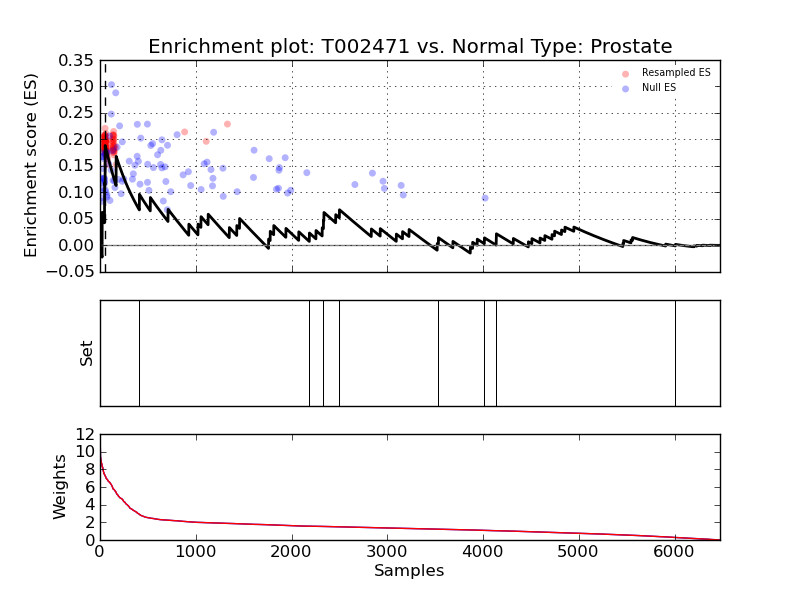 Enrichment plot: T002471 vs. Normal Type: Prostate
Enrichment score (ES)
0.35
0.30
0.25
0.20
0.15
0.10
0.05
0.00
−0.05
Resampled ES
Null ES
Set
Weights
12
10
8
6
4
2
0
0 1000 2000 3000 4000 5000 6000
Samples